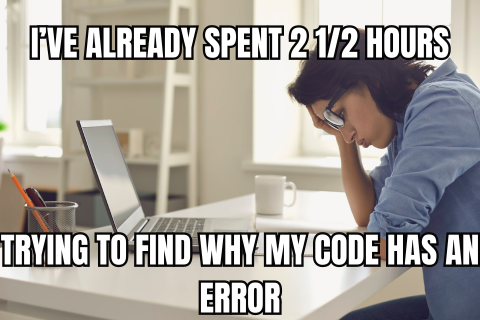 I'VE ALREADY SPENT 2 1/2 HOURS
TRYING TO FIND WHY MY CODE HAS AN
ERROR